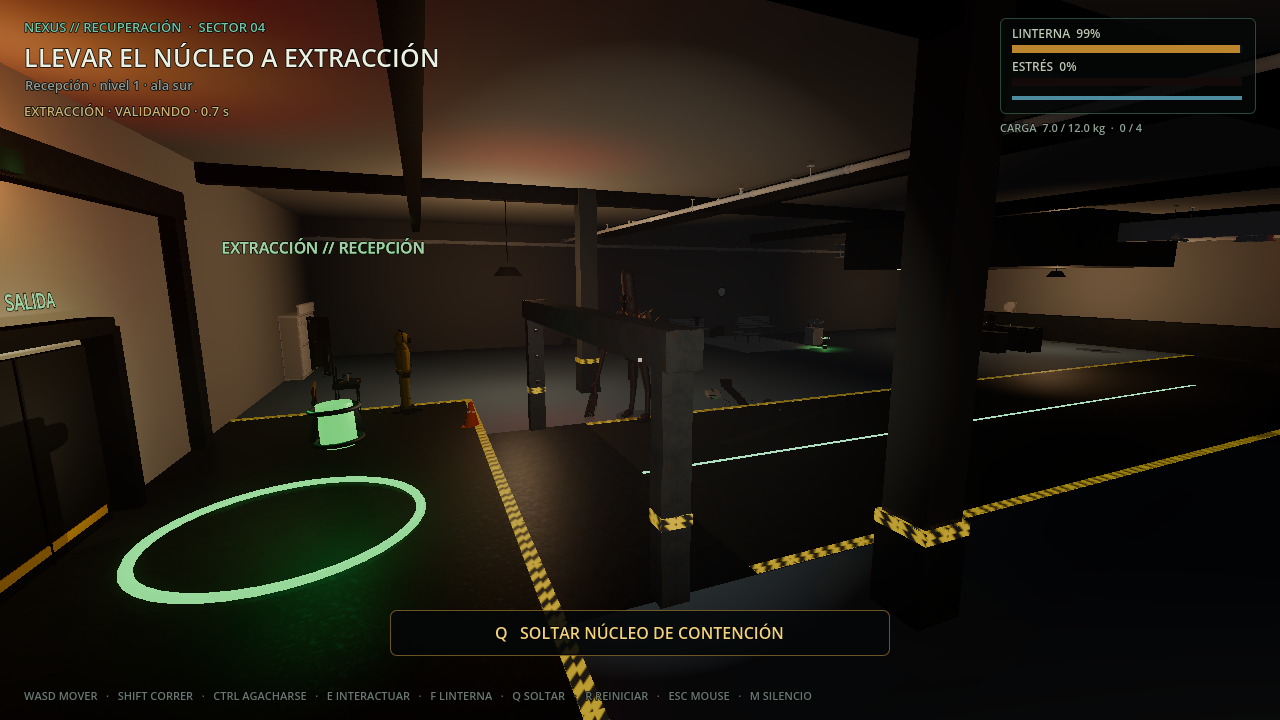 NEXUS // RECUPERACIÓN · SECTOR 04
LLEVAR EL NÚCLEO A EXTRACCIÓN
Recepción · nivel 1 · ala sur
EXTRACCIÓN · VALIDANDO · 0.7 s
LINTERNA 99%
ESTRÉS 0%
CARGA 7.0 / 12.0 kg · 0 / 4
EXTRACCIÓN // RECEPCIÓN
SALIDA
Q SOLTAR NÚCLEO DE CONTENCIÓN
WASD MOVER · SHIFT CORRER · CTRL AGACHARSE · E INTERACTUAR · F LINTERNA · Q SOLTAR · R REINICIAR · ESC MOUSE · M SILENCIO